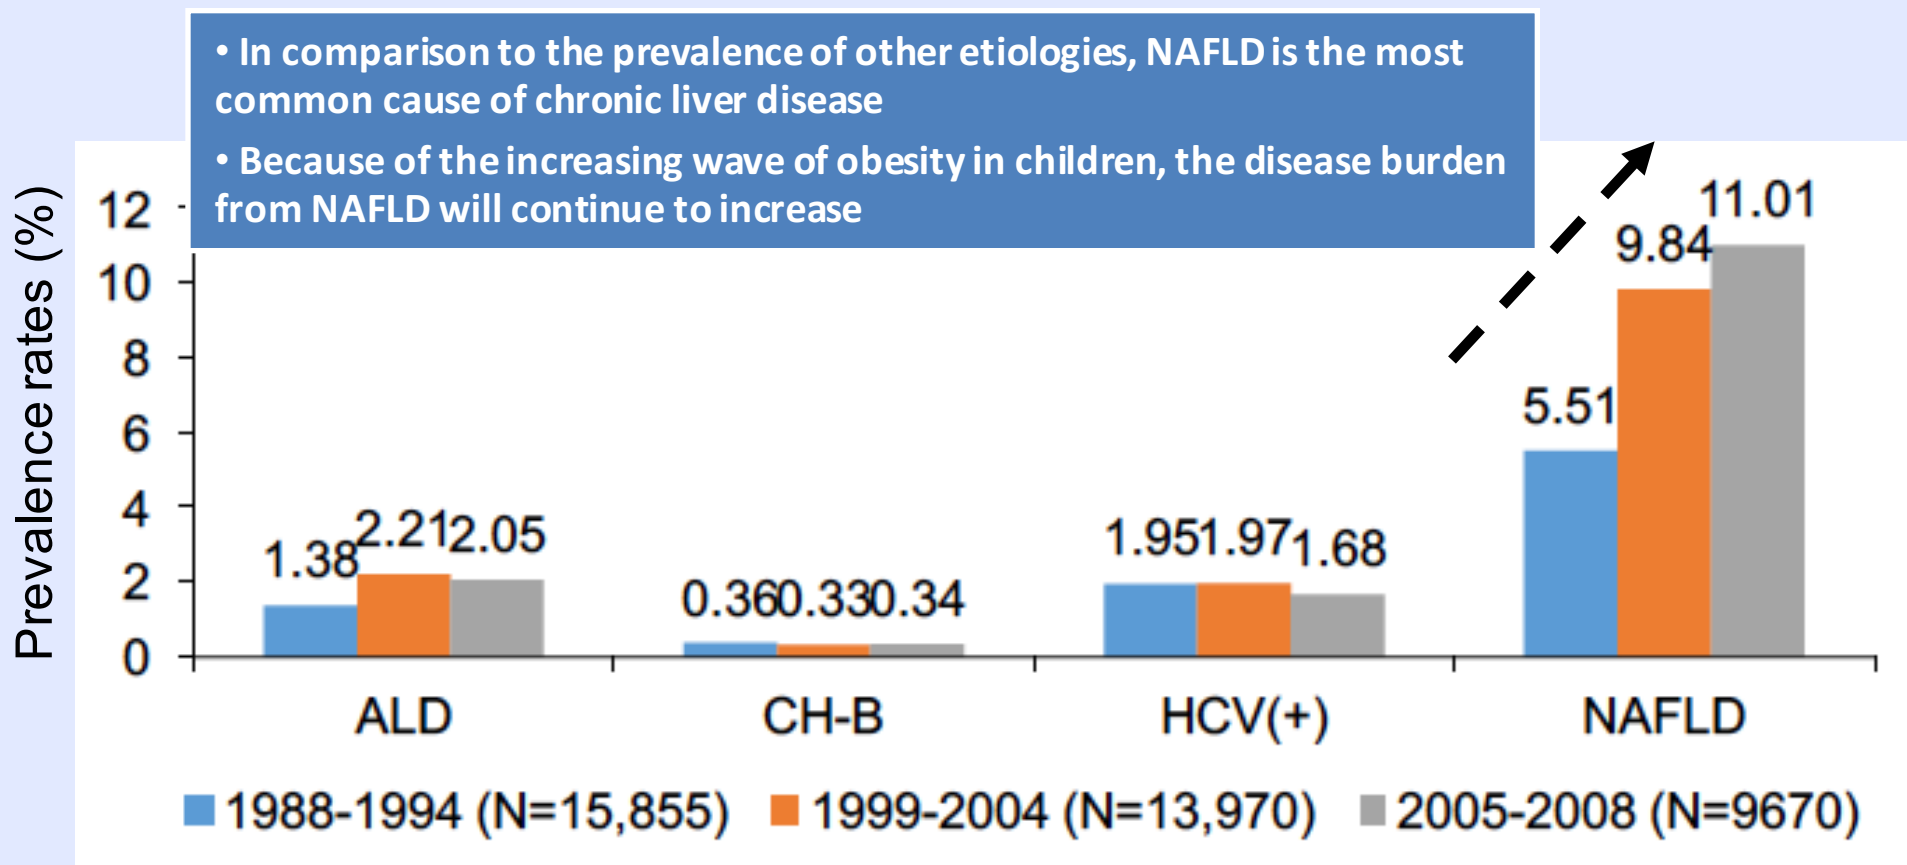 • In comparison to the prevalence of other etiologies, NAFLD is the most
common cause of chronic liver disease
• Because of the increasing wave of obesity in children, the disease burden
from NAFLD will continue to increase
Prevalence rates (%)
12
10
8
6
4
2
0
1.38
2.21
2.05
0.36
0.33
0.34
1.95
1.97
1.68
5.51
9.84
11.01
ALD
CH-B
HCV(+)
NAFLD
1988-1994 (N=15,855)
1999-2004 (N=13,970)
2005-2008 (N=9670)